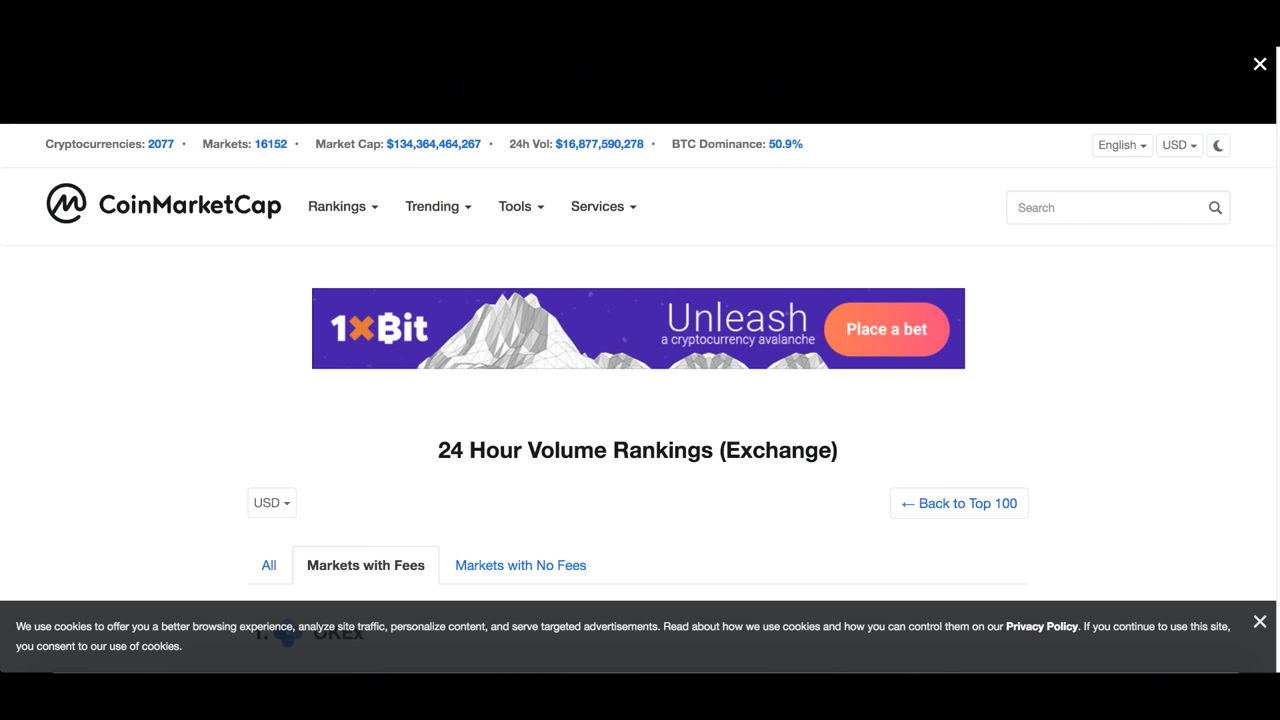 Cryptocurrencies: 2077 • Markets: 16152 • Market Cap: $134,364,464,267 • 24h Vol: $16,877,590,278 • BTC Dominance: 50.9%
English USD
CoinMarketCap Rankings Trending Tools Services
Search
1xBit Unleash
a cryptocurrency avalanche
Place a bet
24 Hour Volume Rankings (Exchange)
USD
← Back to Top 100
All Markets with Fees Markets with No Fees
1. OKEx
We use cookies to offer you a better browsing experience, analyze site traffic, personalize content, and serve targeted advertisements. Read about how we use cookies and how you can control them on our Privacy Policy. If you continue to use this site,
you consent to our use of cookies.